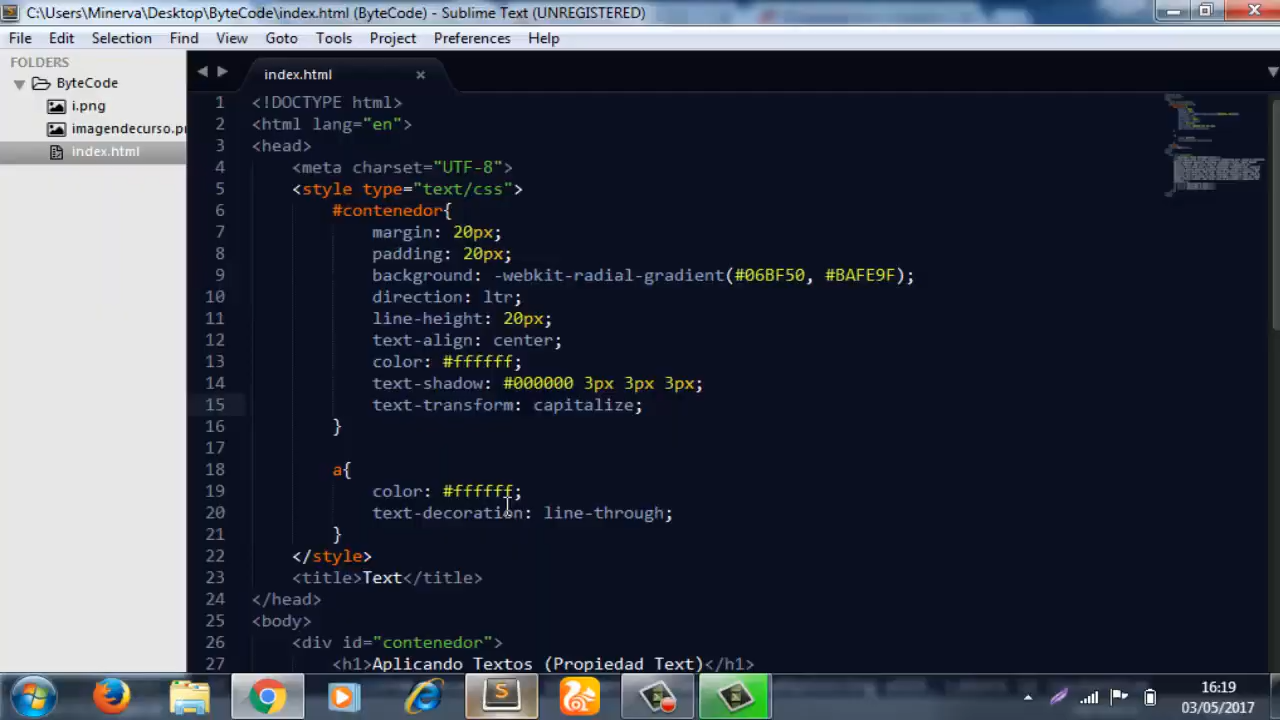 C:\Users\Minerva\Desktop\ByteCode\index.html (ByteCode) - Sublime Text (UNREGISTERED)
File Edit Selection Find View Goto Tools Project Preferences Help
FOLDERS
ByteCode
i.png
imagendecurso.pr
index.html
index.html
1 <!DOCTYPE html>
2 <html lang="en">
3 <head>
4 <meta charset="UTF-8">
5 <style type="text/css">
6 #contenedor{
7 margin: 20px;
8 padding: 20px;
9 background: -webkit-radial-gradient(#06BF50, #BAFE9F);
10 direction: ltr;
11 line-height: 20px;
12 text-align: center;
13 color: #ffffff;
14 text-shadow: #000000 3px 3px 3px;
15 text-transform: capitalize;
16 }
17
18 a{
19 color: #ffffff;
20 text-decoration: line-through;
21 }
22 </style>
23 <title>Text</title>
24 </head>
25 <body>
26 <div id="contenedor">
27 <h1>Aplicando Textos (Propiedad Text)</h1>
16:19
03/05/2017